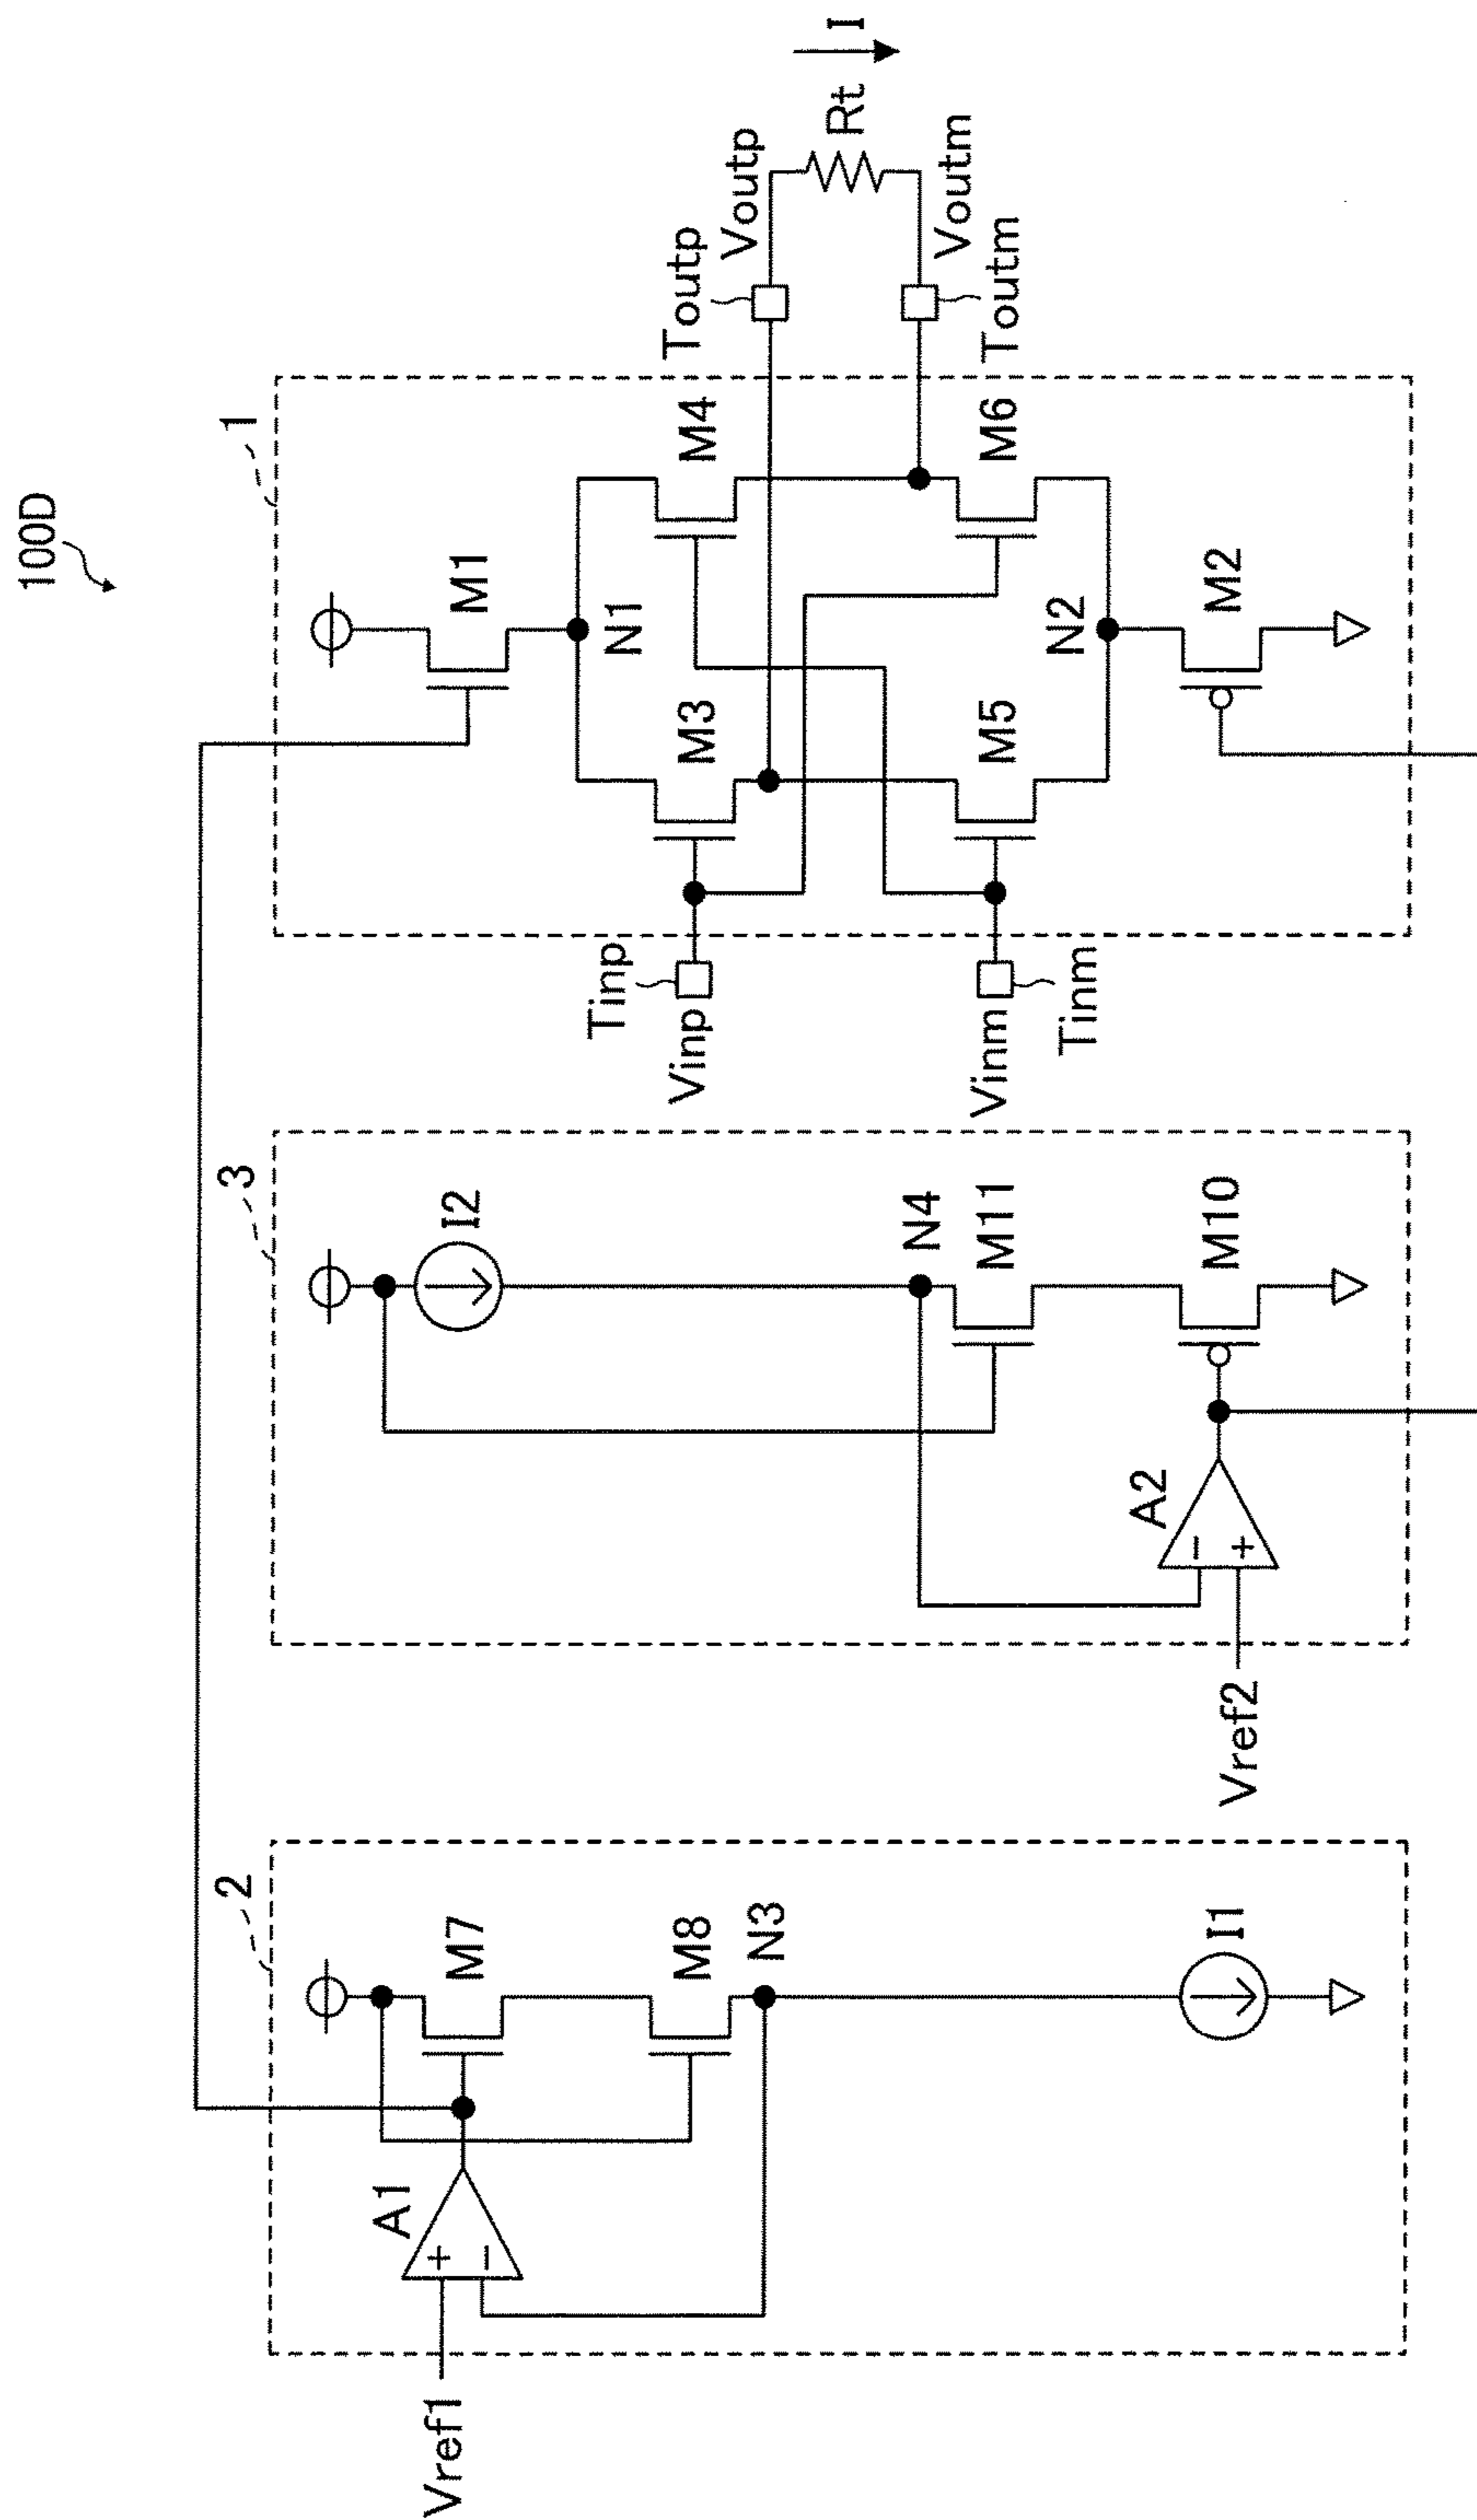 100D
2
3
1
Vref1
A1
+
−
M7
M8
N3
I1
Vref2
A2
−
+
I2
N4
M11
M10
Tinp
Vinp
Vinm
Tinm
M1
N1
M3
M4
M5
M6
N2
M2
Toutp
Voutp
Toutm
Voutm
Rt
I